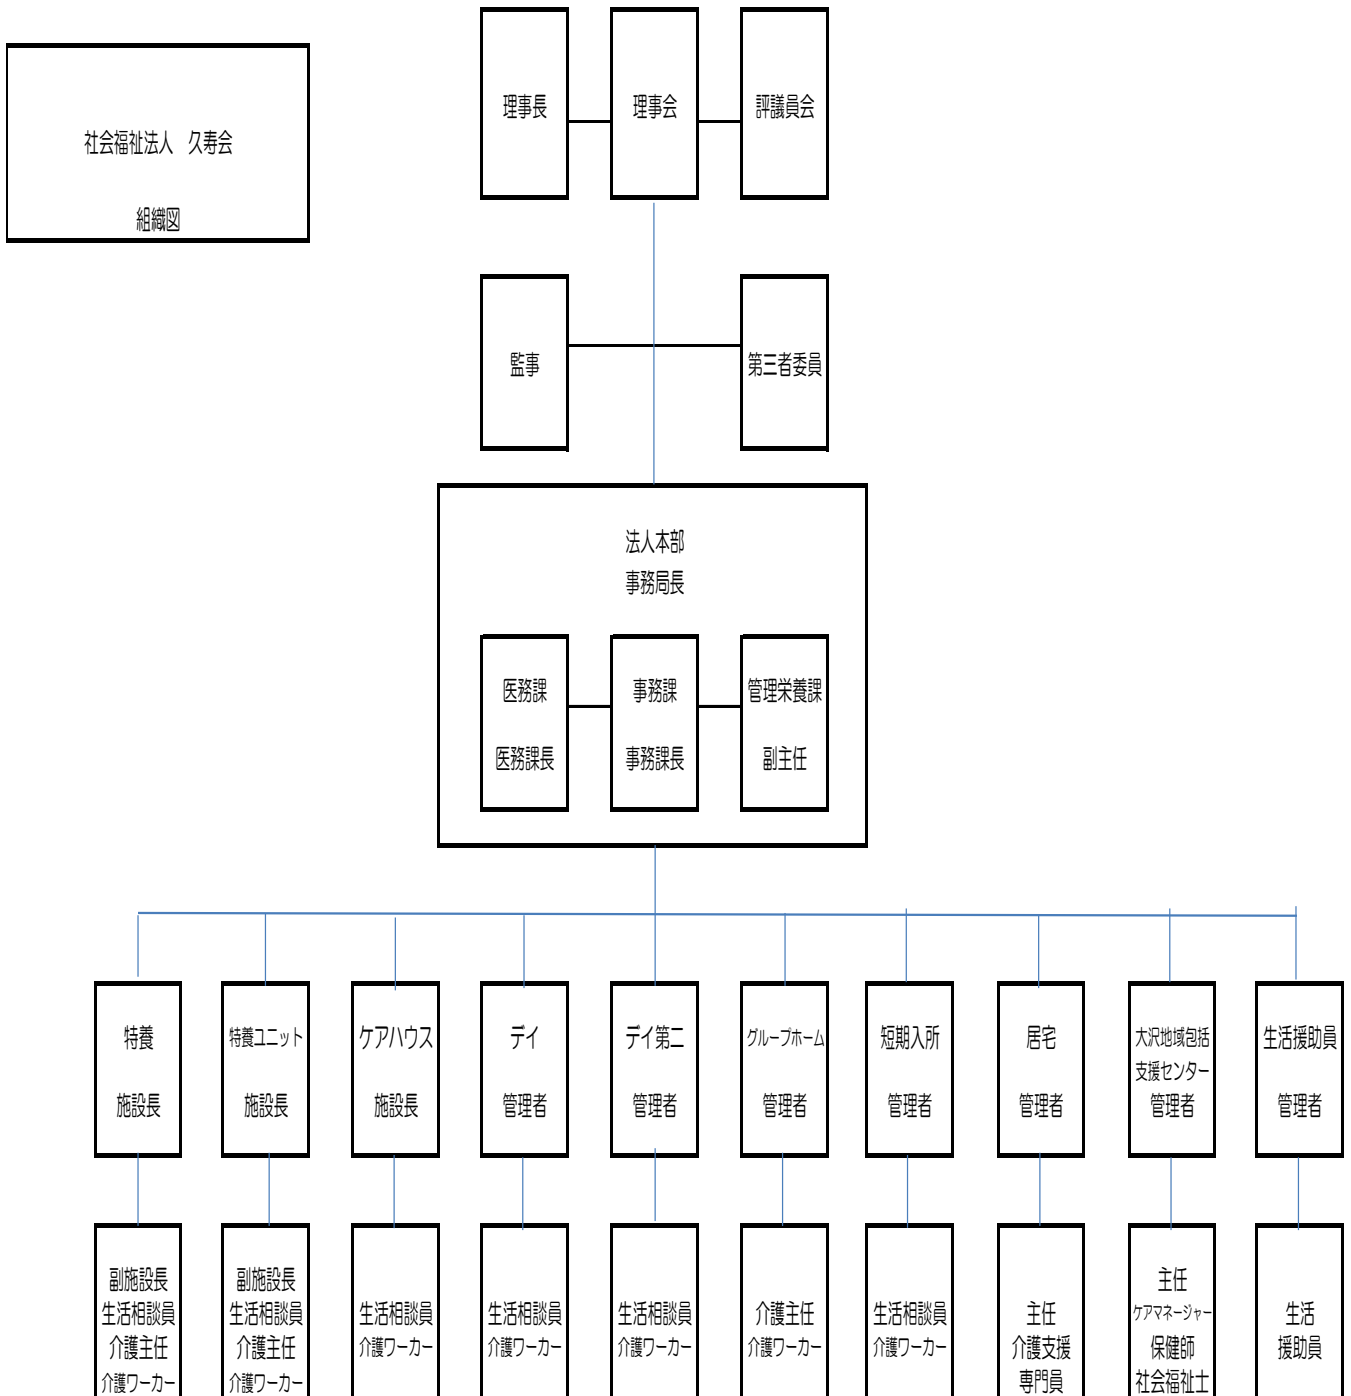 社会福祉法人　久寿会
組織図
理事長
理事会
評議員会
監事
第三者委員
法人本部
事務局長
医務課
医務課長
事務課
事務課長
管理栄養課
副主任
特養
施設長
特養ユニット
施設長
ケアハウス
施設長
デイ
管理者
デイ第二
管理者
グループホーム
管理者
短期入所
管理者
居宅
管理者
大沢地域包括
支援センター
管理者
生活援助員
管理者
副施設長
生活相談員
介護主任
介護ワーカー
副施設長
生活相談員
介護主任
介護ワーカー
生活相談員
介護ワーカー
生活相談員
介護ワーカー
生活相談員
介護ワーカー
介護主任
介護ワーカー
生活相談員
介護ワーカー
主任
介護支援
専門員
主任
ケアマネージャー
保健師
社会福祉士
生活
援助員